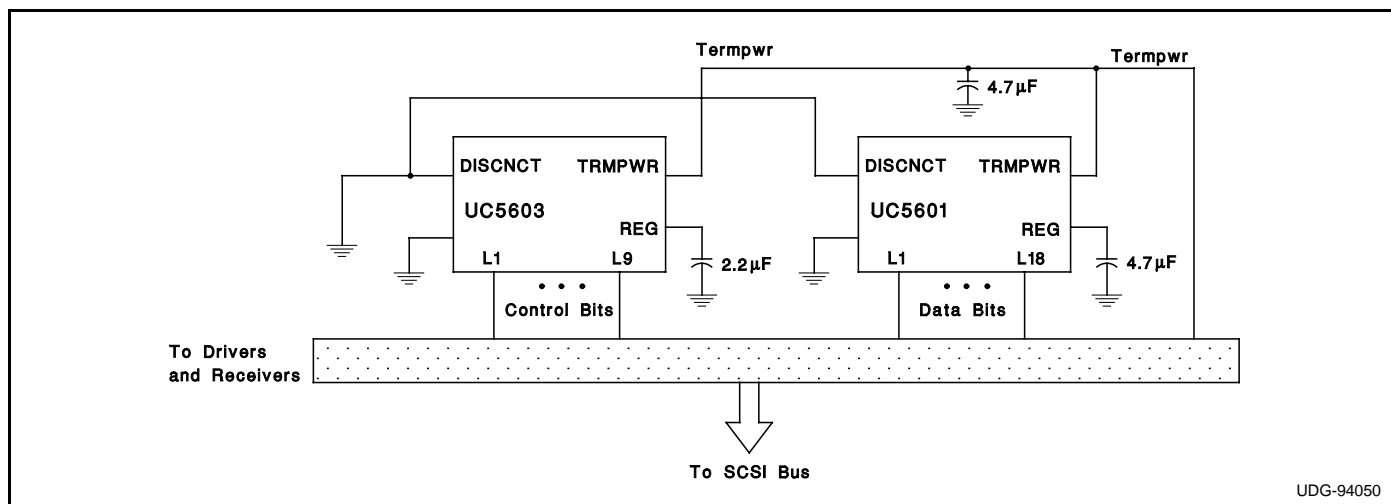 Termpwr
Termpwr
4.7µF
DISCNCT TRMPWR
UC5603
REG
L1 L9
2.2µF
Control Bits
DISCNCT TRMPWR
UC5601
REG
L1 L18
4.7µF
Data Bits
To Drivers
and Receivers
To SCSI Bus
UDG-94050